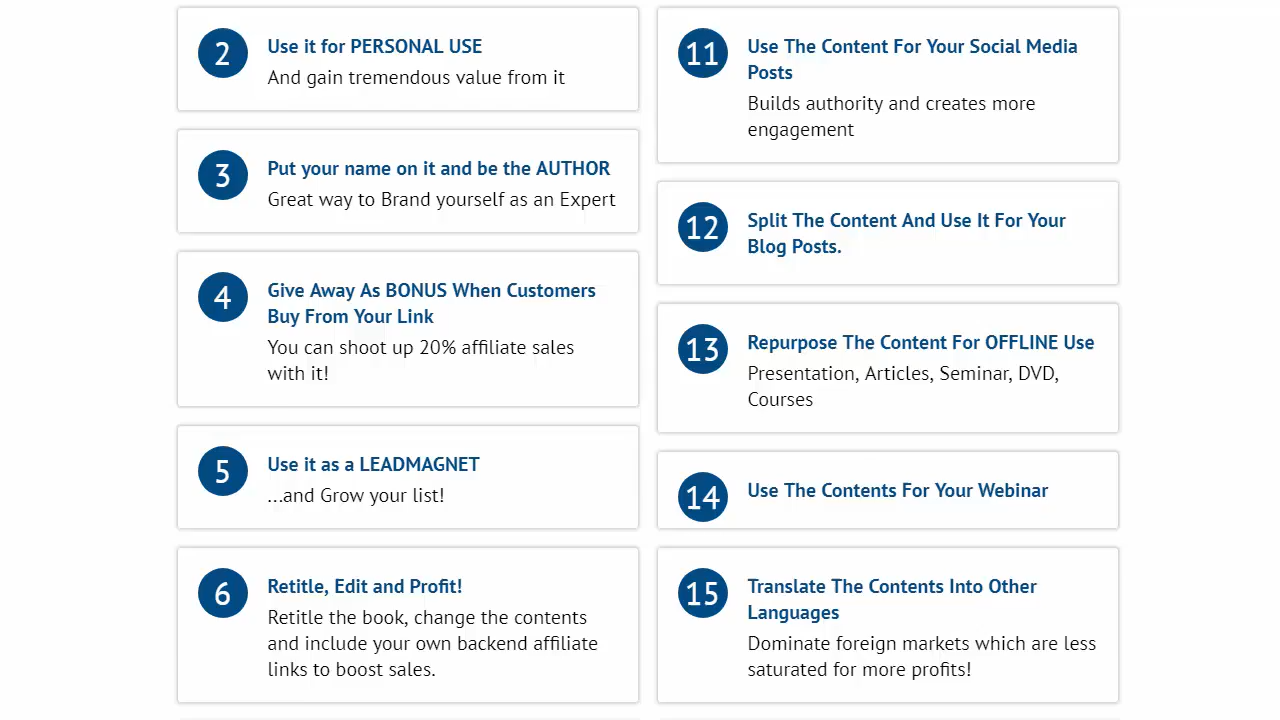 2
Use it for PERSONAL USE
And gain tremendous value from it
3
Put your name on it and be the AUTHOR
Great way to Brand yourself as an Expert
4
Give Away As BONUS When Customers
Buy From Your Link
You can shoot up 20% affiliate sales
with it!
5
Use it as a LEADMAGNET
...and Grow your list!
6
Retitle, Edit and Profit!
Retitle the book, change the contents
and include your own backend affiliate
links to boost sales.
11
Use The Content For Your Social Media
Posts
Builds authority and creates more
engagement
12
Split The Content And Use It For Your
Blog Posts.
13
Repurpose The Content For OFFLINE Use
Presentation, Articles, Seminar, DVD,
Courses
14
Use The Contents For Your Webinar
15
Translate The Contents Into Other
Languages
Dominate foreign markets which are less
saturated for more profits!